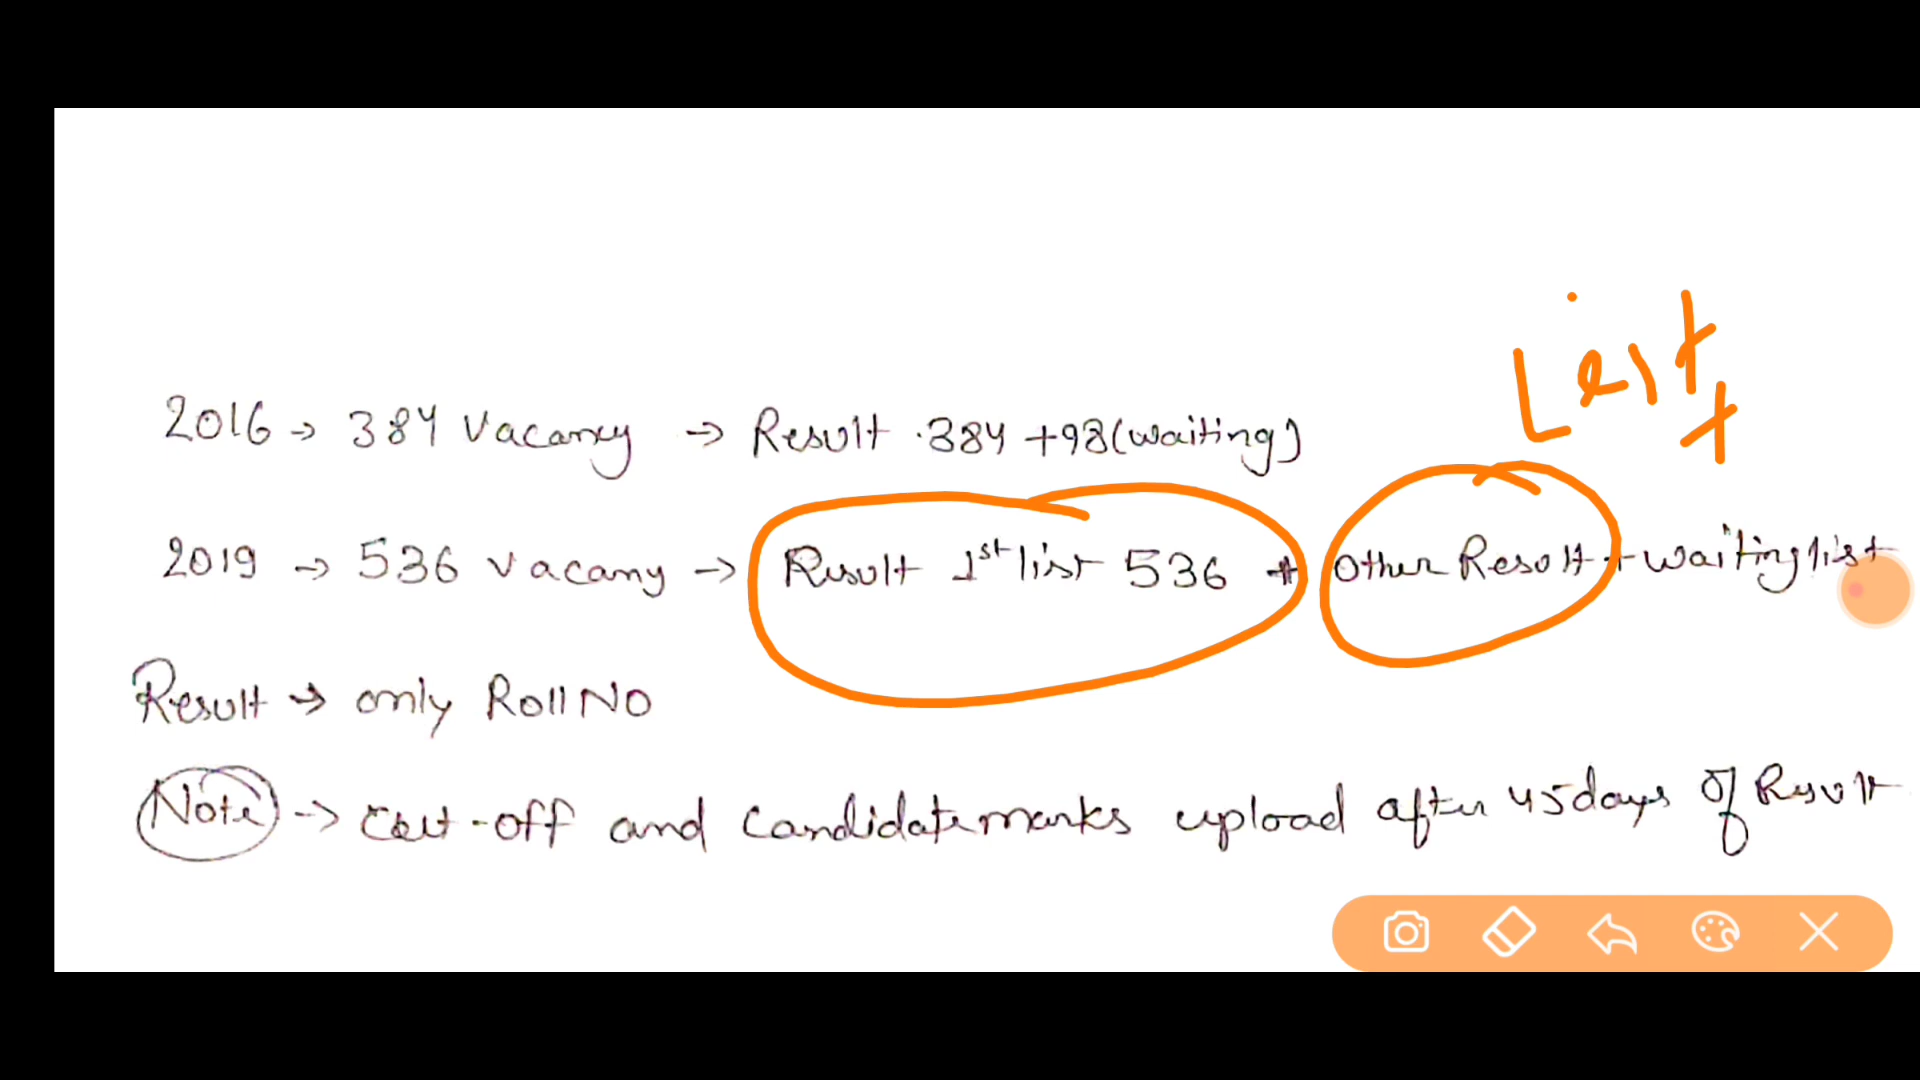 List +
2016 → 384 Vacancy → Result 384 + 98 (waiting)
2019 → 536 vacancy → Result 1st list 536 + other Result + waiting list
Result → only Roll NO
Note → Cut-off and candidate marks upload after 45 days of Result